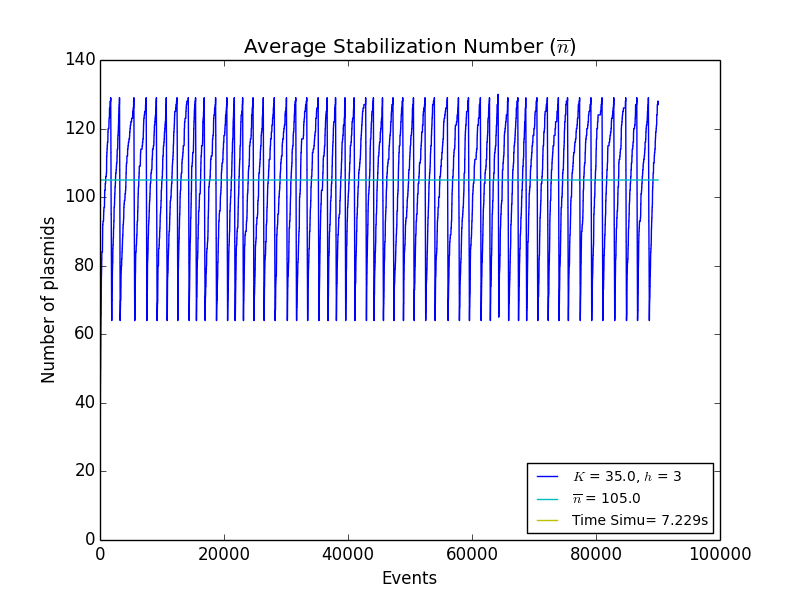 Average Stabilization Number (n̅)
140
120
100
80
60
40
20
0
Number of plasmids
0 20000 40000 60000 80000 100000
Events
K = 35.0, h = 3
n̅ = 105.0
Time Simu= 7.229s